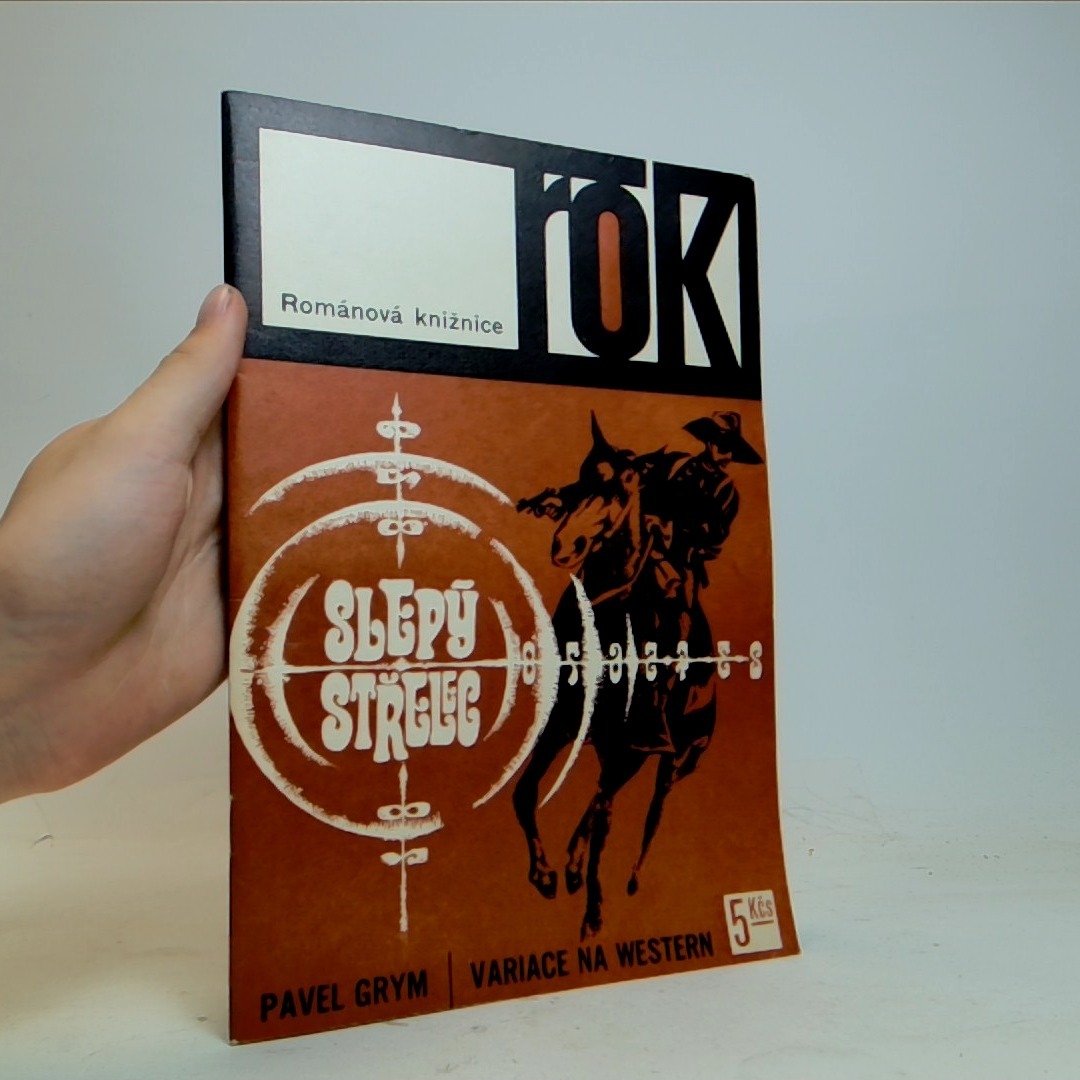 Románová knižnice
rok
SLEPÝ
STŘELEC
PAVEL GRYM
VARIACE NA WESTERN
5 Kčs